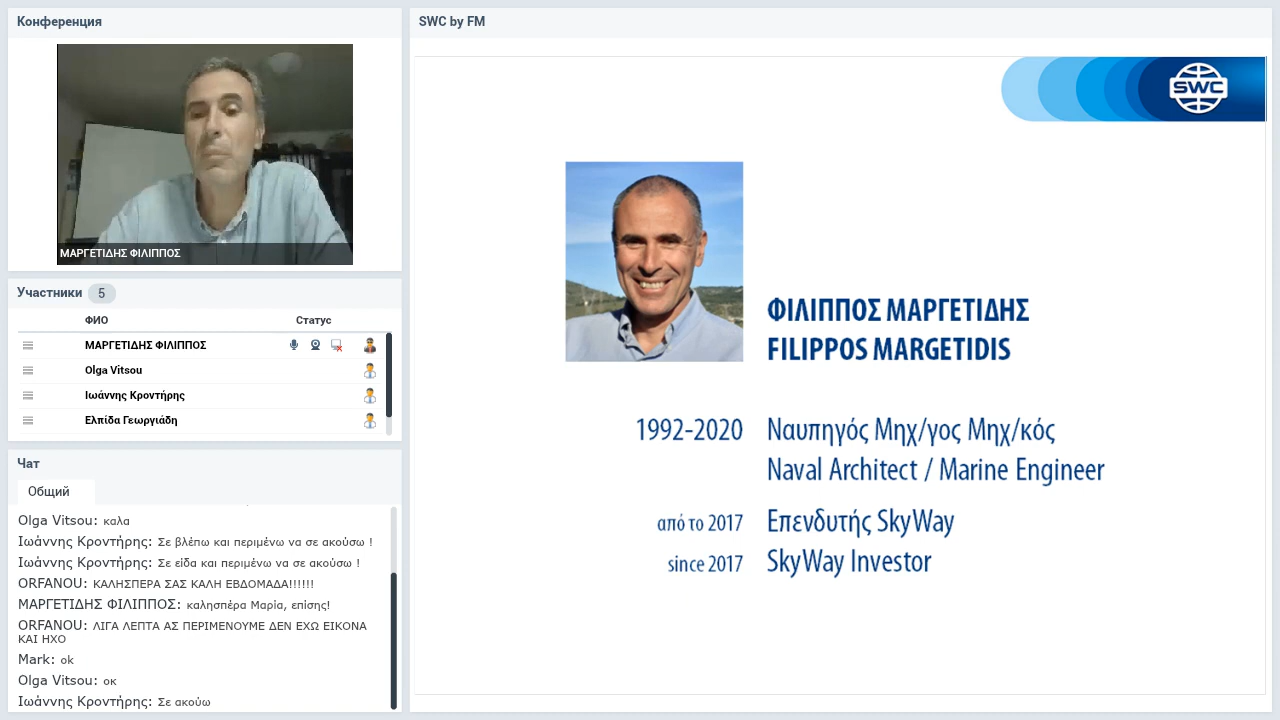 Конференция
ΜΑΡΓΕΤΙΔΗΣ ΦΙΛΙΠΠΟΣ
Участники 5
ФИО Статус
ΜΑΡΓΕΤΙΔΗΣ ΦΙΛΙΠΠΟΣ
Olga Vitsou
Ιωάννης Κροντήρης
Ελπίδα Γεωργιάδη
Чат
Общий
Olga Vitsou: καλα
Ιωάννης Κροντήρης: Σε βλέπω και περιμένω να σε ακούσω !
Ιωάννης Κροντήρης: Σε είδα και περιμένω να σε ακούσω !
ORFANOU: ΚΑΛΗΣΠΕΡΑ ΣΑΣ ΚΑΛΗ ΕΒΔΟΜΑΔΑ!!!!!!
ΜΑΡΓΕΤΙΔΗΣ ΦΙΛΙΠΠΟΣ: καλησπέρα Μαρία, επίσης!
ORFANOU: ΛΙΓΑ ΛΕΠΤΑ ΑΣ ΠΕΡΙΜΕΝΟΥΜΕ ΔΕΝ ΕΧΩ ΕΙΚΟΝΑ
ΚΑΙ ΗΧΟ
Mark: ok
Olga Vitsou: οκ
Ιωάννης Κροντήρης: Σε ακούω
SWC by FM
SWC
ΦΙΛΙΠΠΟΣ ΜΑΡΓΕΤΙΔΗΣ
FILIPPOS MARGETIDIS
1992-2020 Ναυπηγός Μηχ/γος Μηχ/κός
Naval Architect / Marine Engineer
από το 2017 Επενδυτής SkyWay
since 2017 SkyWay Investor